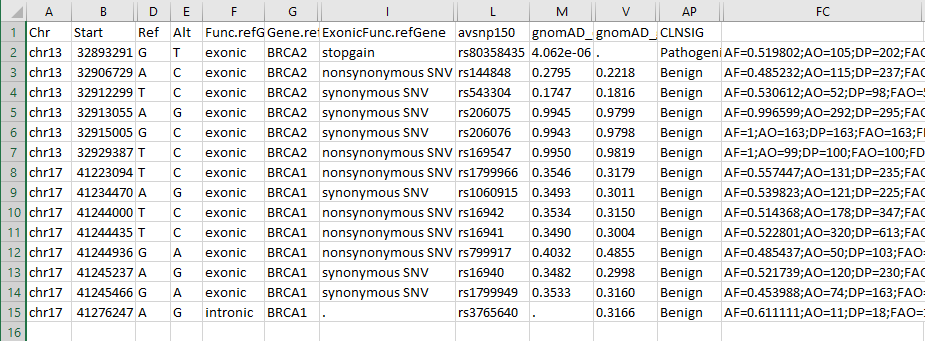 A B D E F G I L M V AP FC
1 Chr Start Ref Alt Func.refG Gene.ref ExonicFunc.refGene avsnp150 gnomAD_ gnomAD_ CLNSIG
2 chr13 32893291 G T exonic BRCA2 stopgain rs80358435 4.062e-06 . Pathogeni AF=0.519802;AO=105;DP=202;FAO
3 chr13 32906729 A C exonic BRCA2 nonsynonymous SNV rs144848 0.2795 0.2218 Benign AF=0.485232;AO=115;DP=237;FAO
4 chr13 32912299 T C exonic BRCA2 synonymous SNV rs543304 0.1747 0.1816 Benign AF=0.530612;AO=52;DP=98;FAO=
5 chr13 32913055 A G exonic BRCA2 synonymous SNV rs206075 0.9945 0.9799 Benign AF=0.996599;AO=292;DP=295;FAO
6 chr13 32915005 G C exonic BRCA2 synonymous SNV rs206076 0.9943 0.9798 Benign AF=1;AO=163;DP=163;FAO=163;F
7 chr13 32929387 T C exonic BRCA2 nonsynonymous SNV rs169547 0.9950 0.9819 Benign AF=1;AO=99;DP=100;FAO=100;FD
8 chr17 41223094 T C exonic BRCA1 nonsynonymous SNV rs1799966 0.3546 0.3179 Benign AF=0.557447;AO=131;DP=235;FAO
9 chr17 41234470 A G exonic BRCA1 synonymous SNV rs1060915 0.3493 0.3011 Benign AF=0.539823;AO=121;DP=225;FAO
10 chr17 41244000 T C exonic BRCA1 nonsynonymous SNV rs16942 0.3534 0.3150 Benign AF=0.514368;AO=178;DP=347;FAO
11 chr17 41244435 T C exonic BRCA1 nonsynonymous SNV rs16941 0.3490 0.3004 Benign AF=0.522801;AO=320;DP=613;FAO
12 chr17 41244936 G A exonic BRCA1 nonsynonymous SNV rs799917 0.4032 0.4855 Benign AF=0.485437;AO=50;DP=103;FAO=
13 chr17 41245237 A G exonic BRCA1 synonymous SNV rs16940 0.3482 0.2998 Benign AF=0.521739;AO=120;DP=230;FAO
14 chr17 41245466 G A exonic BRCA1 synonymous SNV rs1799949 0.3533 0.3160 Benign AF=0.453988;AO=74;DP=163;FAO=
15 chr17 41276247 A G intronic BRCA1 . rs3765640 . 0.3166 Benign AF=0.611111;AO=11;DP=18;FAO=
16